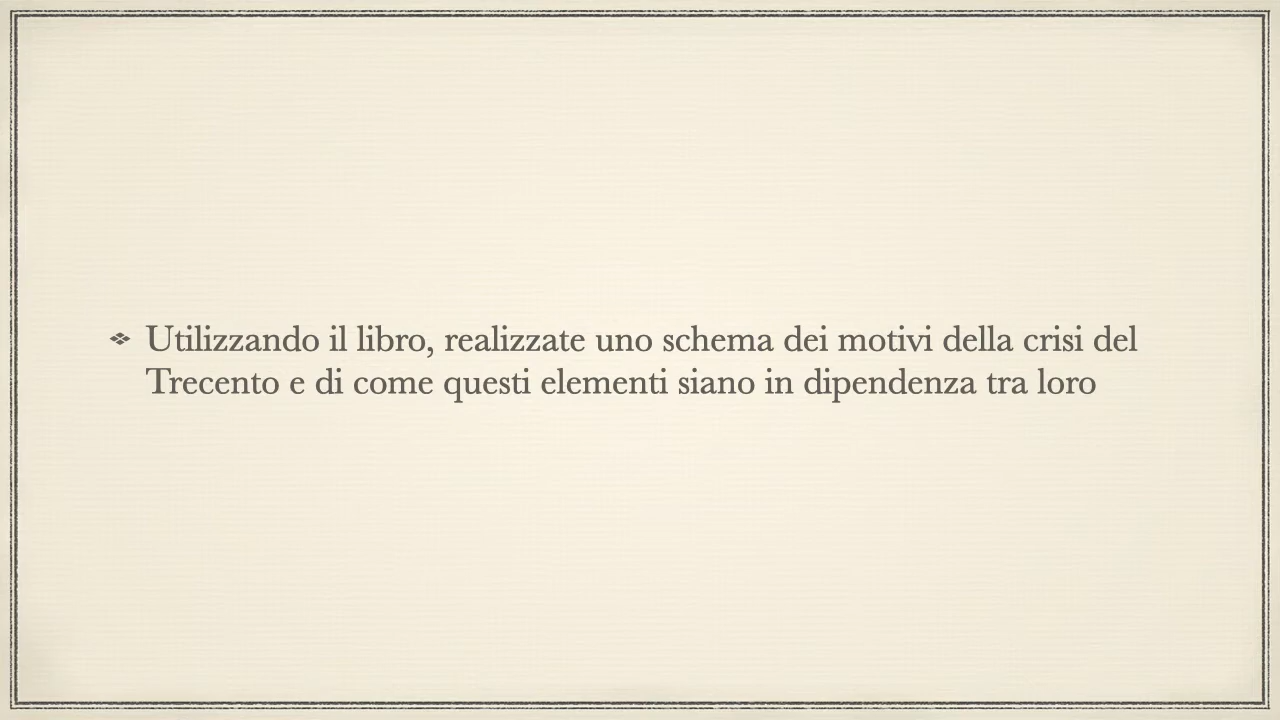 ❖ Utilizzando il libro, realizzate uno schema dei motivi della crisi del
Trecento e di come questi elementi siano in dipendenza tra loro